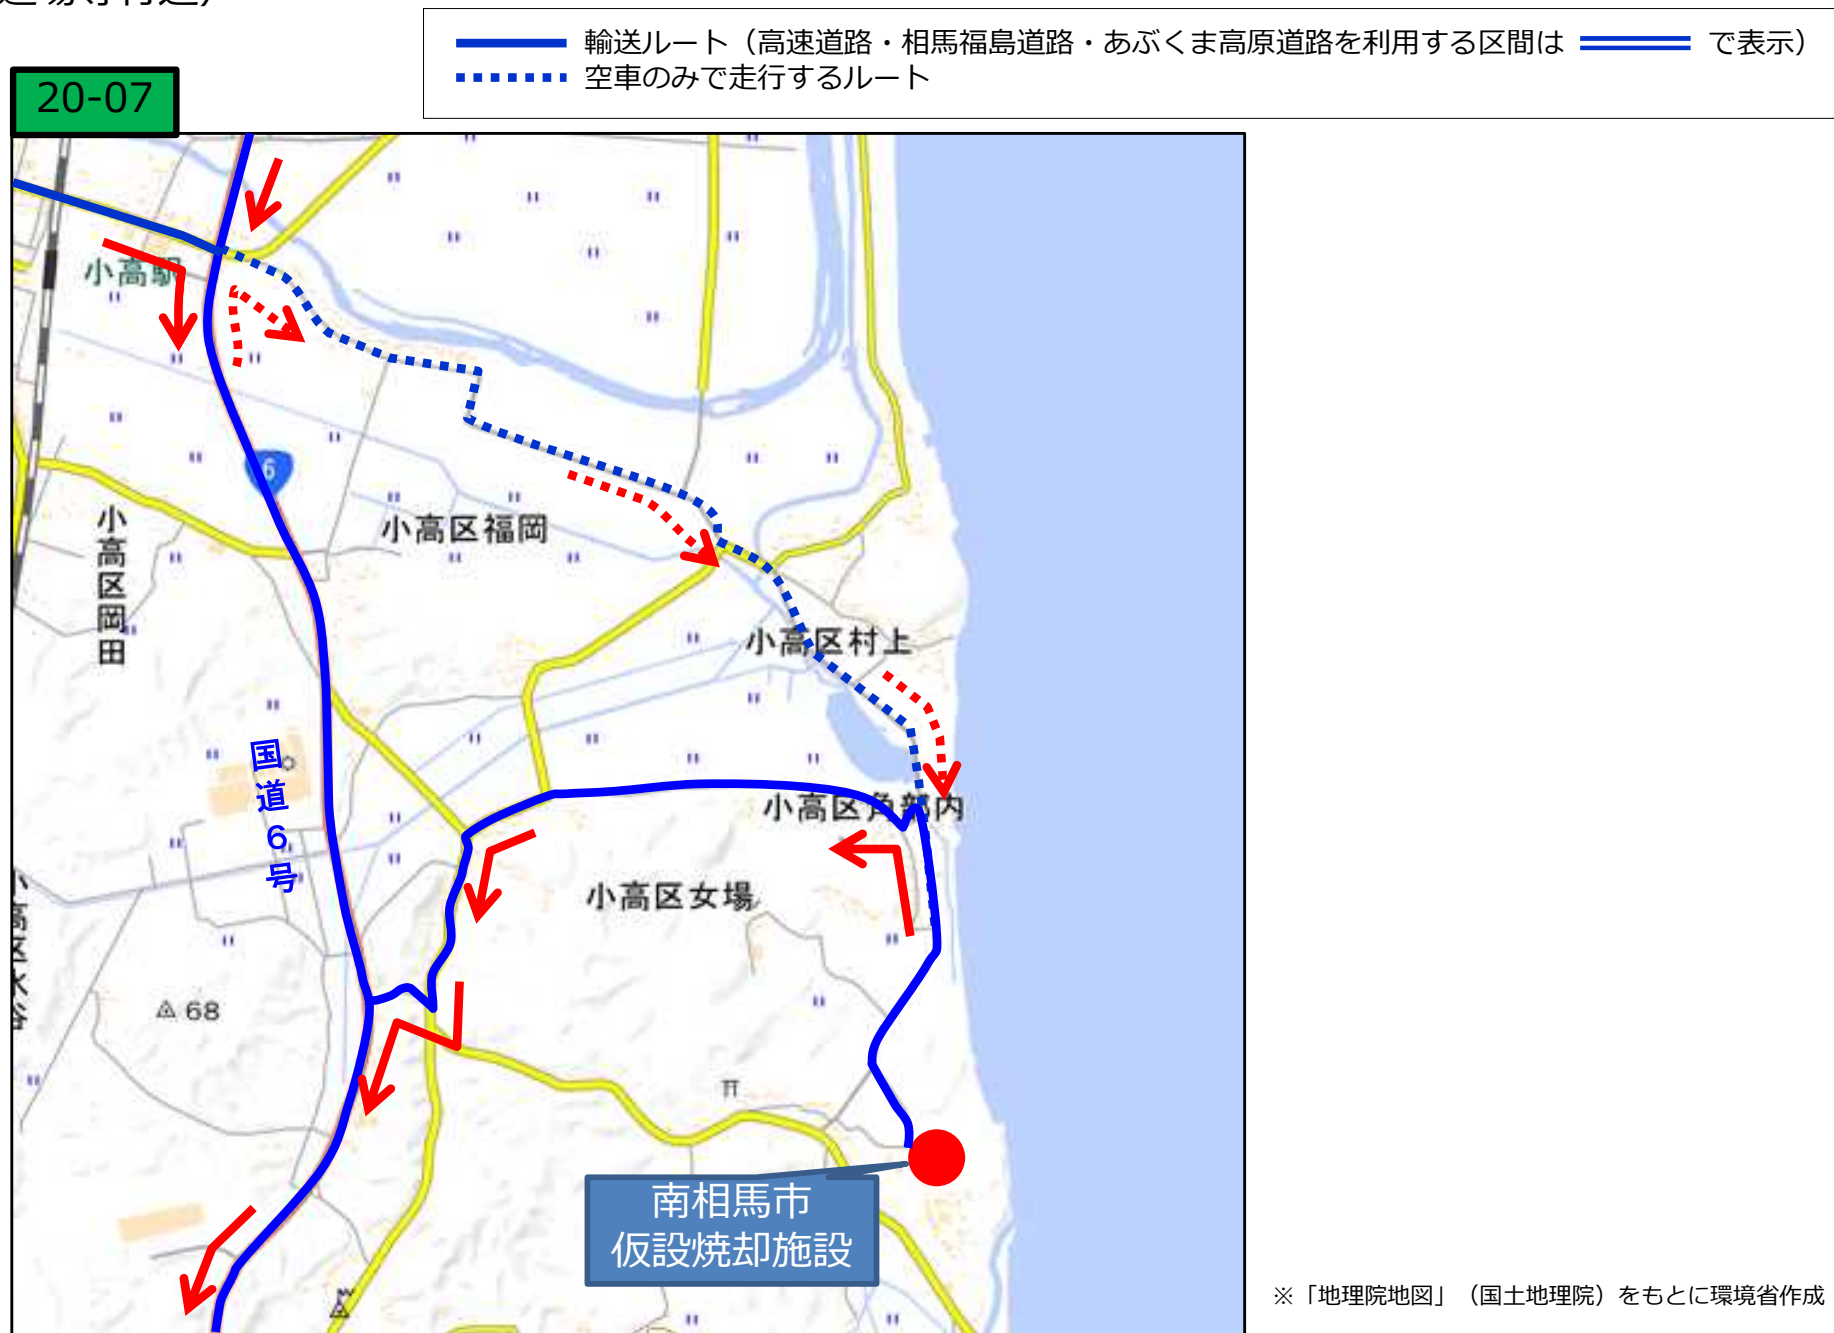 輸送ルート（高速道路・相馬福島道路・あぶくま高原道路を利用する区間は で表示）
空車のみで走行するルート
20-07
小高駅
6
小高区福岡
小高区岡田
小高区村上
国道6号
小高区角部内
小高区女場
68
南相馬市
仮設焼却施設
※「地理院地図」（国土地理院）をもとに環境省作成